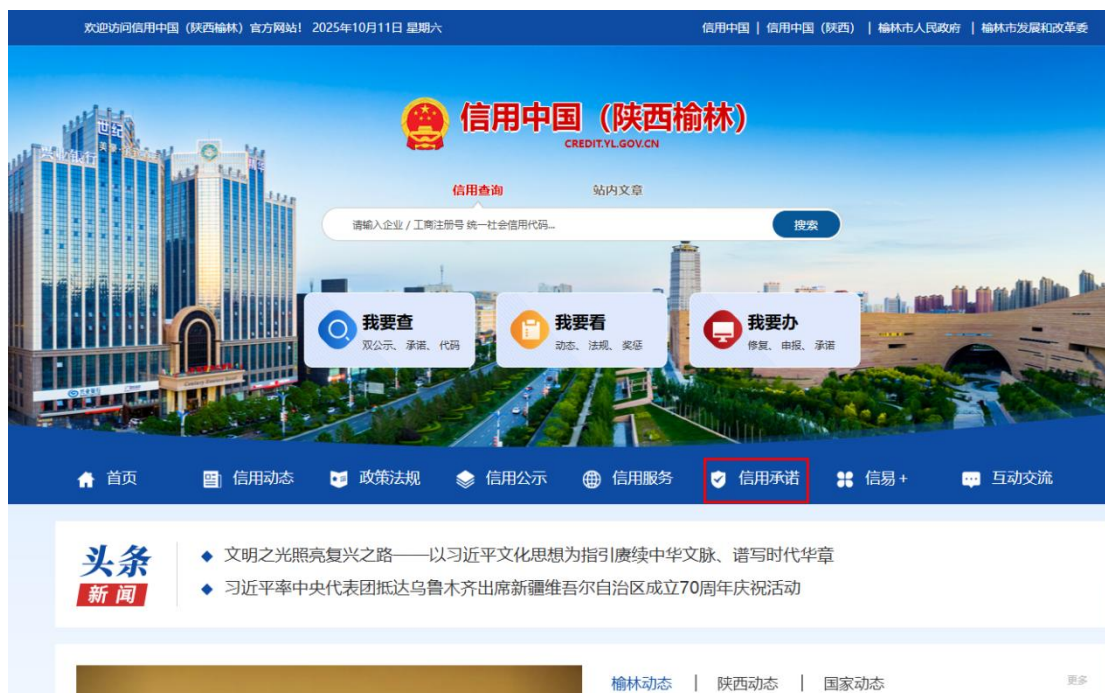 欢迎访问信用中国（陕西榆林）官方网站！ 2025年10月11日 星期六
信用中国 | 信用中国（陕西） | 榆林市人民政府 | 榆林市发展和改革委
世纪
信用中国（陕西榆林）
CREDIT.YL.GOV.CN
信用查询 站内文章
请输入企业 / 工商注册号 统一社会信用代码...
搜索
我要查
双公示、承诺、代码
我要看
动态、法规、奖惩
我要办
修复、申报、承诺
首页 信用动态 政策法规 信用公示 信用服务 信用承诺 信易+ 互动交流
头条
新闻
文明之光照亮复兴之路——以习近平文化思想为指引赓续中华文脉、谱写时代华章
习近平率中央代表团抵达乌鲁木齐出席新疆维吾尔自治区成立70周年庆祝活动
榆林动态 | 陕西动态 | 国家动态
更多